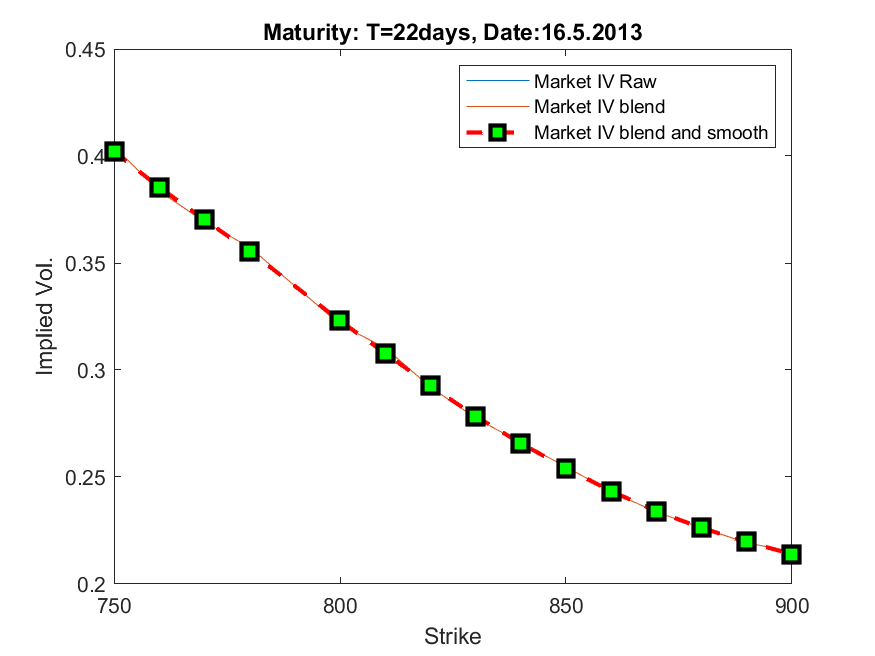 Maturity: T=22days, Date:16.5.2013
0.45
Market IV Raw
Market IV blend
Market IV blend and smooth
0.4
0.35
Implied Vol.
0.3
0.25
0.2
750
800
850
900
Strike